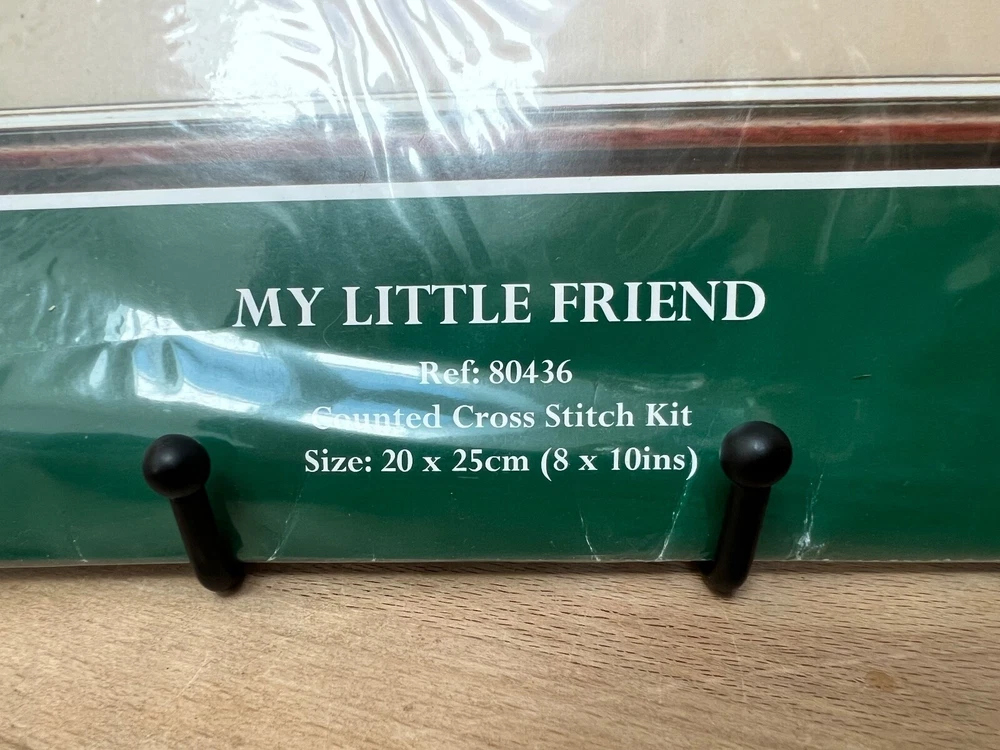 MY LITTLE FRIEND
Ref: 80436
Counted Cross Stitch Kit
Size: 20 x 25cm (8 x 10ins)